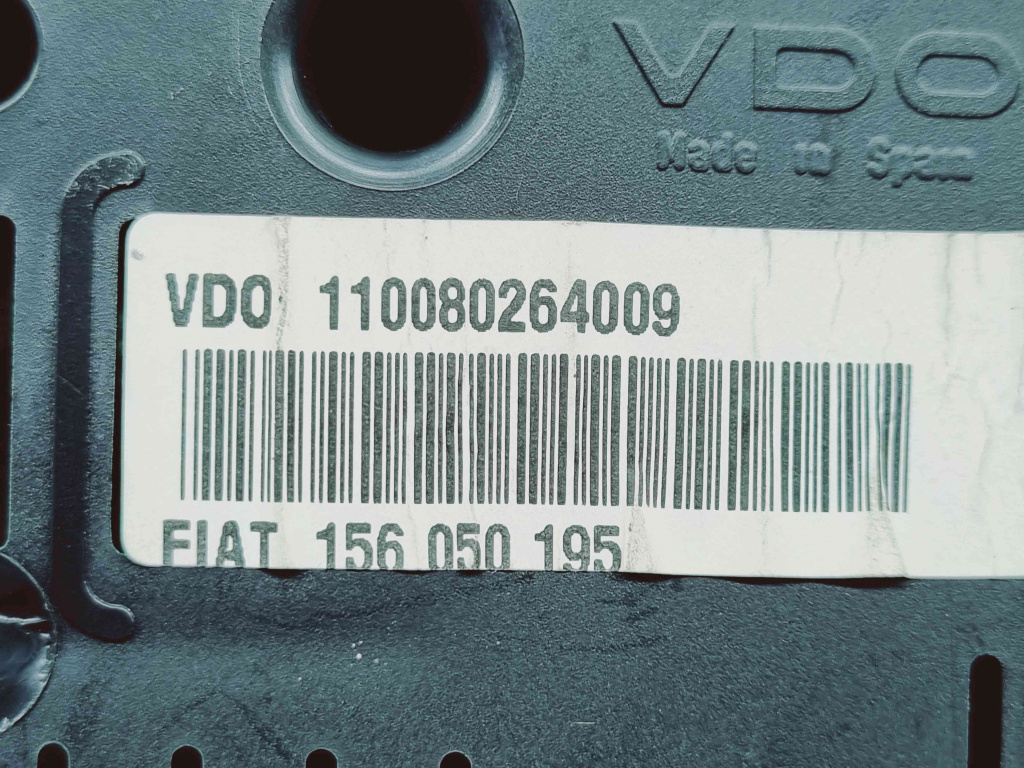 VDO
Made in Spain
VDO 110080264009
FIAT 156 050 195